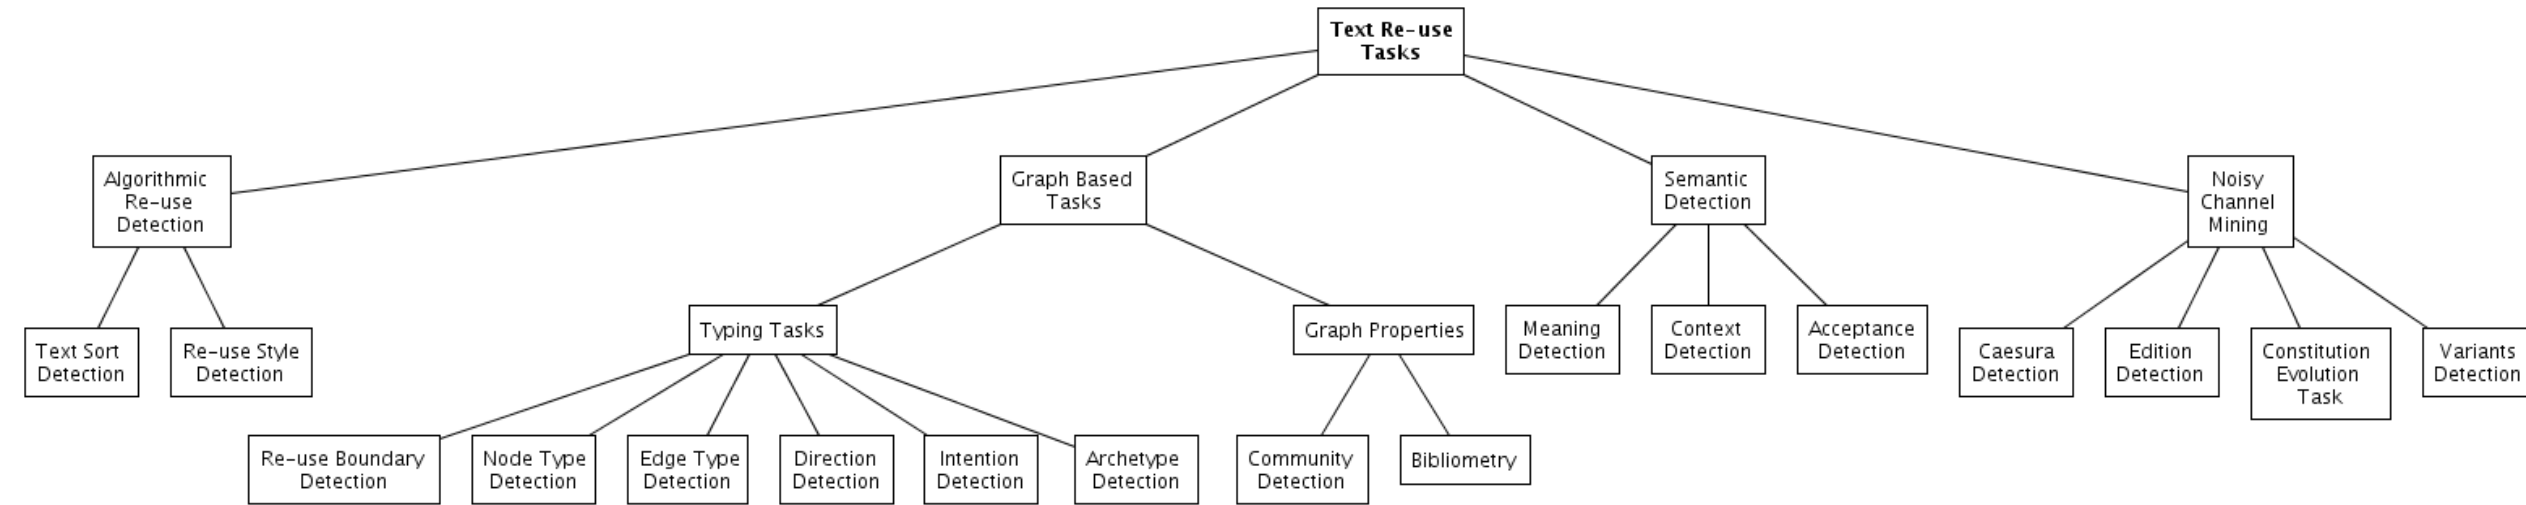 Text Re-use
Tasks
Algorithmic
Re-use
Detection
Graph Based
Tasks
Semantic
Detection
Noisy
Channel
Mining
Text Sort
Detection
Re-use Style
Detection
Typing Tasks
Graph Properties
Meaning
Detection
Context
Detection
Acceptance
Detection
Caesura
Detection
Edition
Detection
Constitution
Evolution
Task
Variants
Detection
Re-use Boundary
Detection
Node Type
Detection
Edge Type
Detection
Direction
Detection
Intention
Detection
Archetype
Detection
Community
Detection
Bibliometry